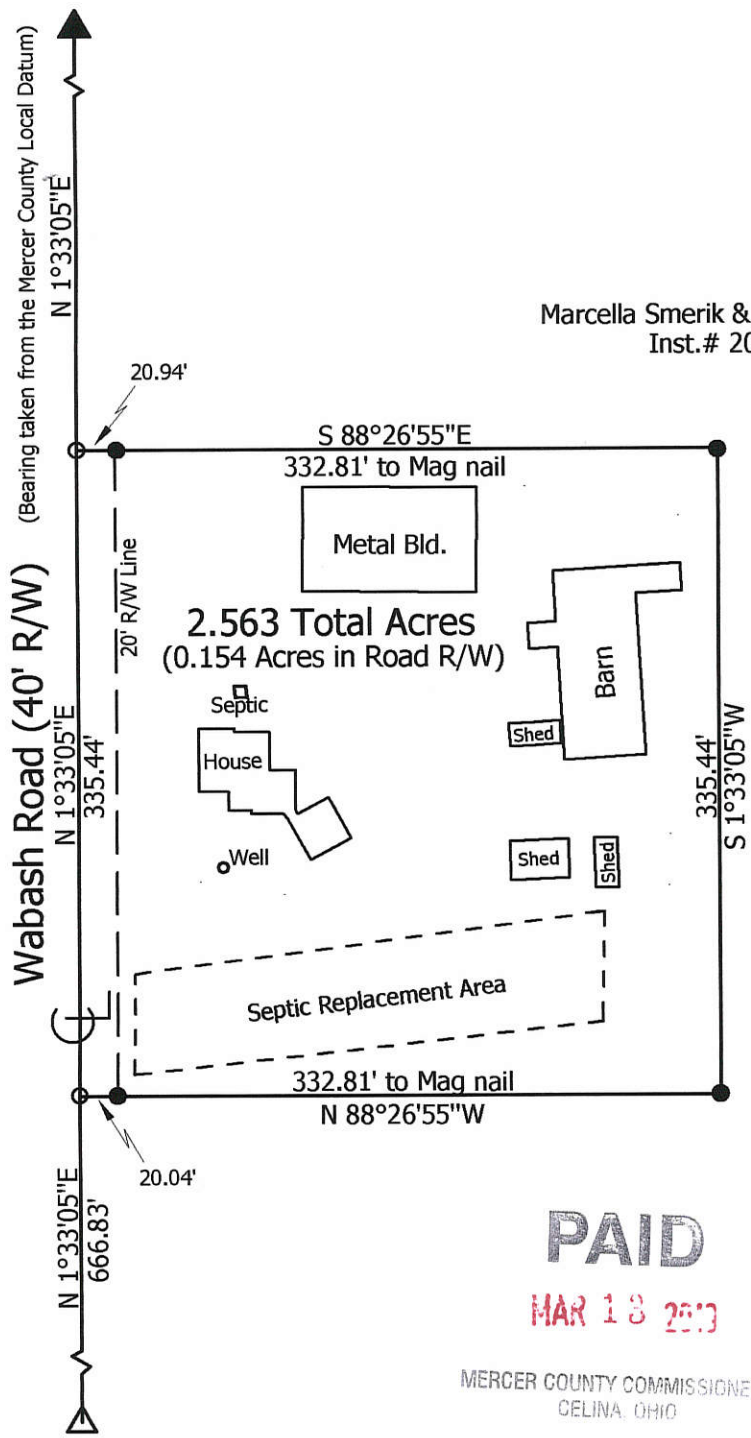 (Bearing taken from the Mercer County Local Datum)
N 1°33'05"E
Marcella Smerik &
Inst.# 20
20.94'
S 88°26'55"E
332.81' to Mag nail
Metal Bld.
Wabash Road (40' R/W)
20' R/W Line
2.563 Total Acres
(0.154 Acres in Road R/W)
Barn
Septic
House
Shed
N 1°33'05"E
335.44'
335.44'
S 1°33'05"W
Well
Shed
Shed
Septic Replacement Area
332.81' to Mag nail
N 88°26'55"W
20.04'
N 1°33'05"E
666.83'
PAID
MAR 18
MERCER COUNTY COMMISSIONE
CELINA, OHIO